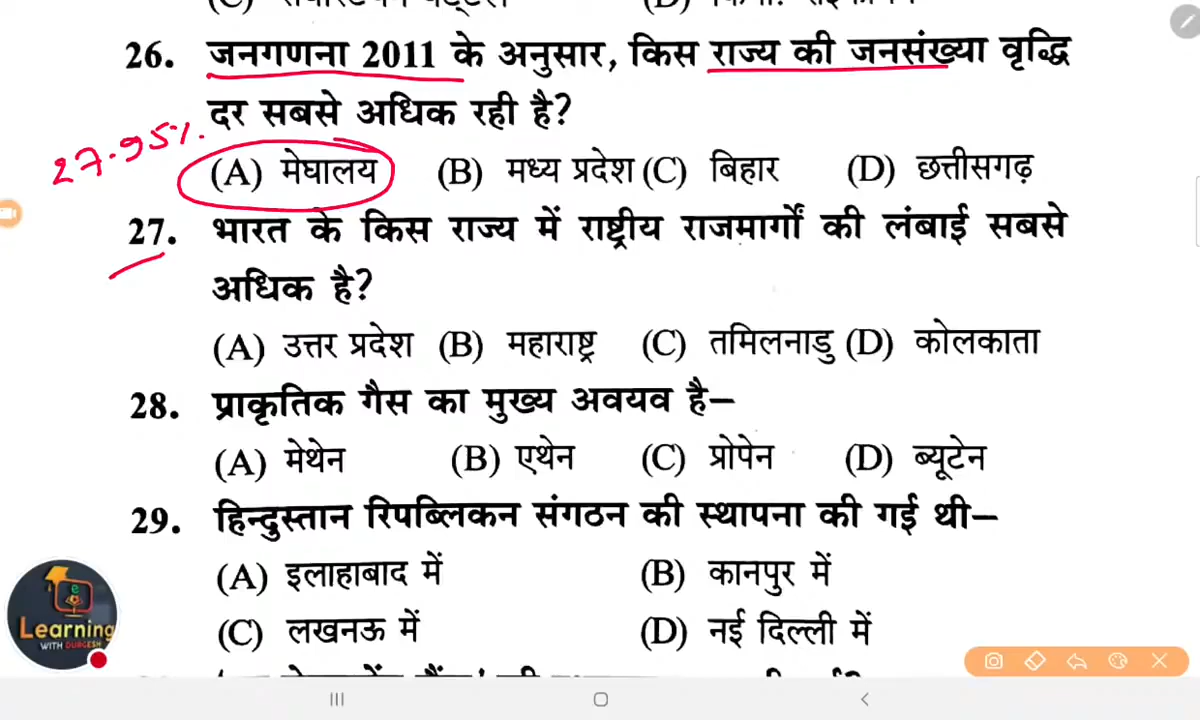 26. जनगणना 2011 के अनुसार, किस राज्य की जनसंख्या वृद्धि
दर सबसे अधिक रही है?
27.95%.
(A) मेघालय (B) मध्य प्रदेश (C) बिहार (D) छत्तीसगढ़
27. भारत के किस राज्य में राष्ट्रीय राजमार्गों की लंबाई सबसे
अधिक है?
(A) उत्तर प्रदेश (B) महाराष्ट्र (C) तमिलनाडु (D) कोलकाता
28. प्राकृतिक गैस का मुख्य अवयव है–
(A) मेथेन (B) एथेन (C) प्रोपेन (D) ब्यूटेन
29. हिन्दुस्तान रिपब्लिकन संगठन की स्थापना की गई थी–
(A) इलाहाबाद में (B) कानपुर में
(C) लखनऊ में (D) नई दिल्ली में
e
Learning
WITH DURGESH